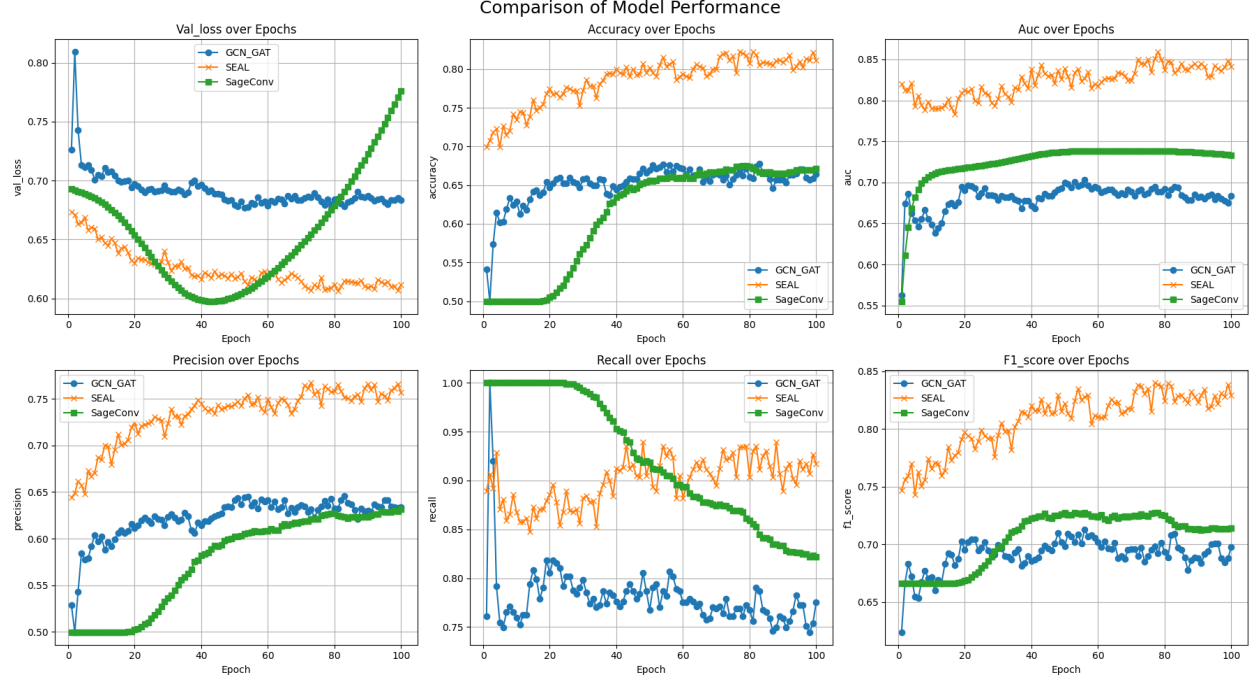 Comparison of Model Performance
Val_loss over Epochs
GCN_GAT
SEAL
SageConv
0.80
0.75
0.70
0.65
0.60
val_loss
0 20 40 60 80 100
Epoch
Accuracy over Epochs
0.80
0.75
0.70
0.65
0.60
0.55
0.50
accuracy
GCN_GAT
SEAL
SageConv
0 20 40 60 80 100
Epoch
Auc over Epochs
0.85
0.80
0.75
0.70
0.65
0.60
0.55
auc
GCN_GAT
SEAL
SageConv
0 20 40 60 80 100
Epoch
Precision over Epochs
GCN_GAT
SEAL
SageConv
0.75
0.70
0.65
0.60
0.55
0.50
precision
0 20 40 60 80 100
Epoch
Recall over Epochs
GCN_GAT
SEAL
SageConv
1.00
0.95
0.90
0.85
0.80
0.75
recall
0 20 40 60 80 100
Epoch
F1_score over Epochs
GCN_GAT
SEAL
SageConv
0.85
0.80
0.75
0.70
0.65
f1_score
0 20 40 60 80 100
Epoch